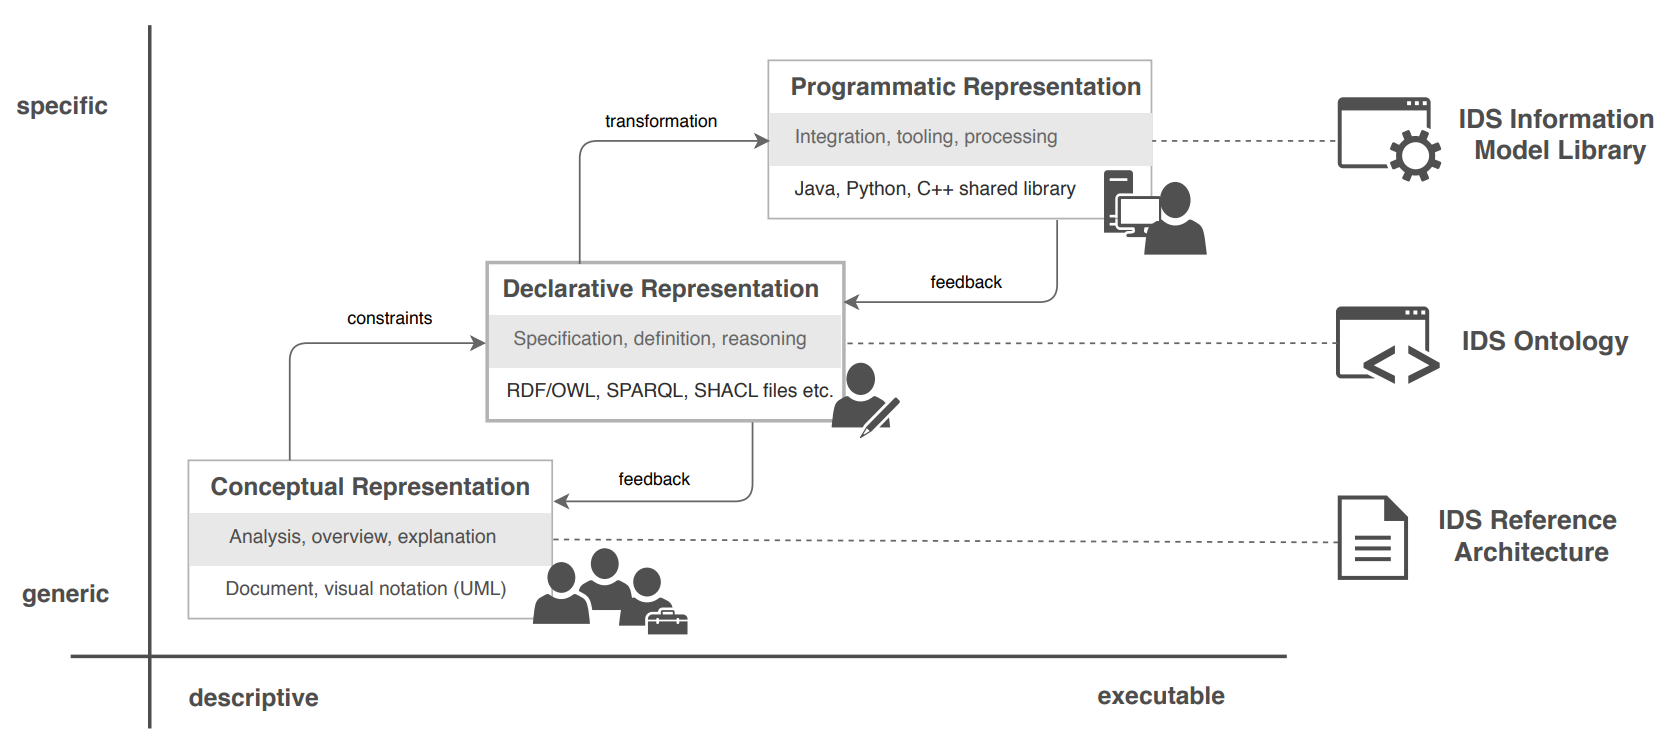 specific
Programmatic Representation
transformation
Integration, tooling, processing
Java, Python, C++ shared library
IDS Information
Model Library
feedback
Declarative Representation
constraints
Specification, definition, reasoning
RDF/OWL, SPARQL, SHACL files etc.
IDS Ontology
feedback
Conceptual Representation
Analysis, overview, explanation
Document, visual notation (UML)
IDS Reference
Architecture
generic
descriptive
executable